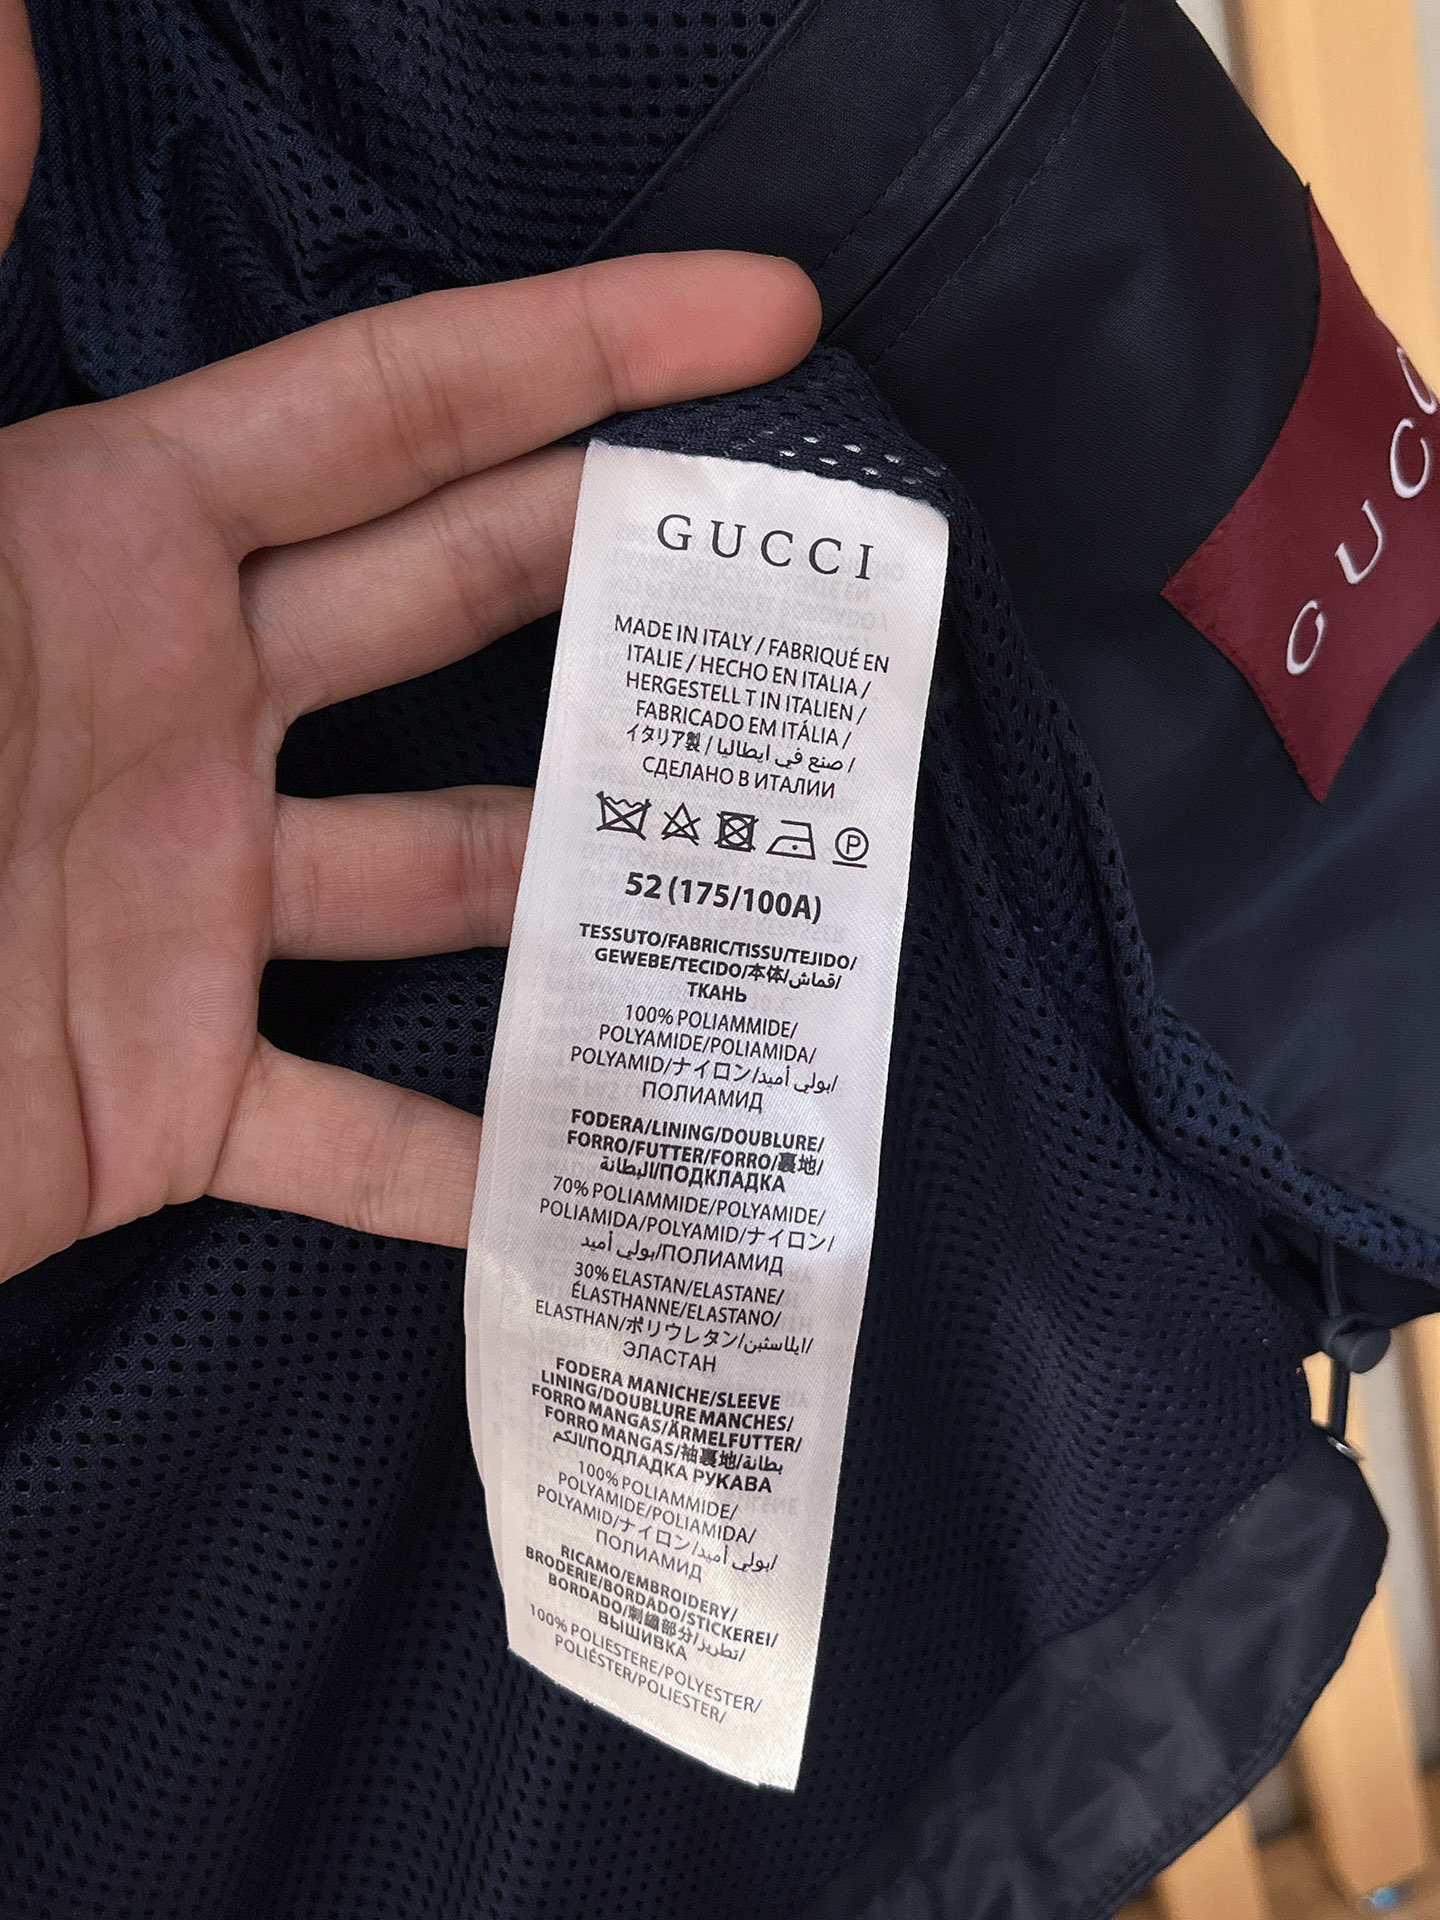 GUCCI
MADE IN ITALY / FABRIQUÉ EN
ITALIE / HECHO EN ITALIA /
HERGESTELL T IN ITALIEN /
FABRICADO EM ITÁLIA /
イタリア製 / صنع في ايطاليا /
СДЕЛАНО В ИТАЛИИ
P
52 (175/100A)
TESSUTO/FABRIC/TISSU/TEJIDO/
GEWEBE/TECIDO/本体/قماش/
ТКАНЬ
100% POLIAMMIDE/
POLYAMIDE/POLIAMIDA/
POLYAMID/ナイロン/بولي أميد/
ПОЛИАМИД
FODERA/LINING/DOUBLURE/
FORRO/FUTTER/FORRO/裏地/
البطانة/ПОДКЛАДКА
70% POLIAMMIDE/POLYAMIDE/
POLIAMIDA/POLYAMID/ナイロン/
بولي أميد/ПОЛИАМИД
30% ELASTAN/ELASTANE/
ÉLASTHANNE/ELASTANO/
ELASTHAN/ポリウレタン/ايلاستين/
ЭЛАСТАН
FODERA MANICHE/SLEEVE
LINING/DOUBLURE MANCHES/
FORRO MANGAS/ÄRMELFUTTER/
FORRO MANGAS/袖裏地/بطانة
الكم/ПОДЛАДКА РУКАВА
100% POLIAMMIDE/
POLYAMIDE/POLIAMIDA/
POLYAMID/ナイロン/بولي أميد/
ПОЛИАМИД
RICAMO/EMBROIDERY/
BRODERIE/BORDADO/STICKEREI/
BORDADO/刺繍部分/تطريز/
ВЫШИВКА
100% POLIESTERE/POLYESTER/
POLIÉSTER/POLIESTER/
GUCC